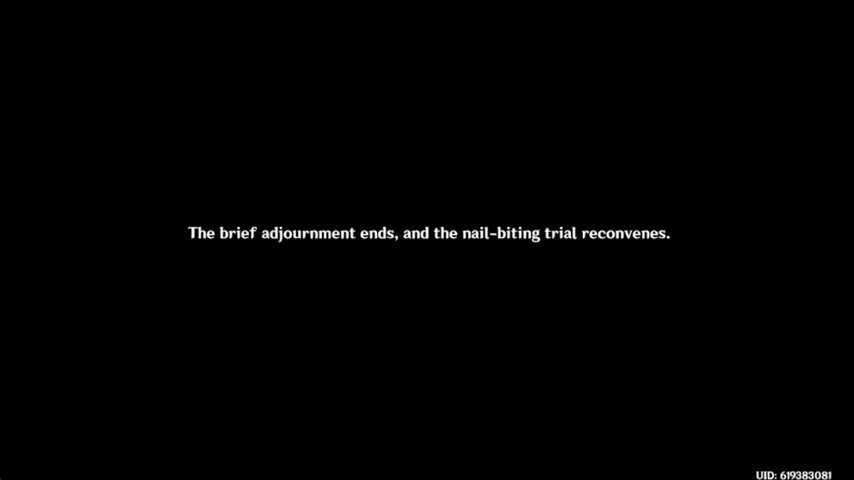 The brief adjournment ends, and the nail-biting trial reconvenes.
UID: 619383081